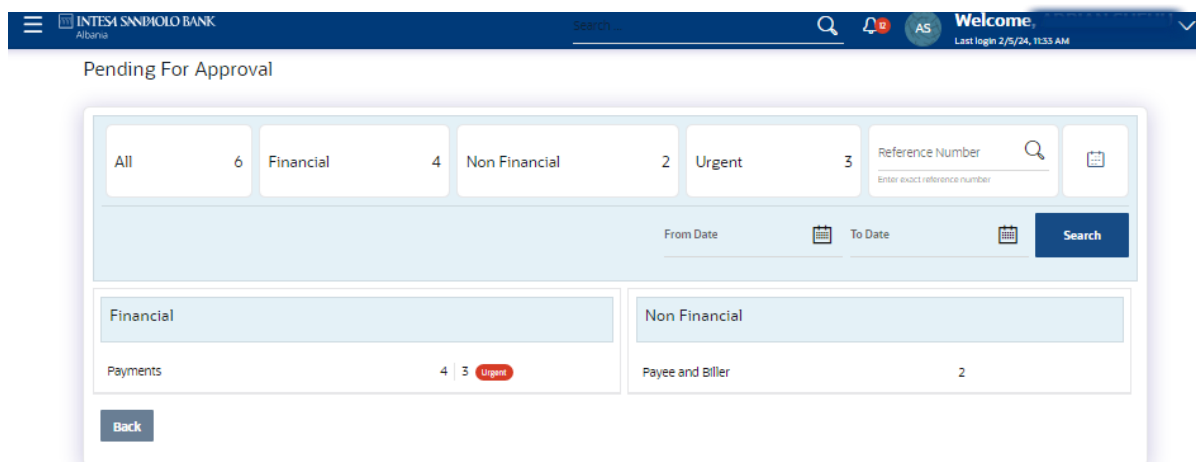 INTESA SANPAOLO BANK
Albania
Search...
12
AS
Welcome,
Last login 2/5/24, 11:33 AM
Pending For Approval
All 6
Financial 4
Non Financial 2
Urgent 3
Reference Number
Enter exact reference number
From Date
To Date
Search
Financial
Non Financial
Payments 4 3 Urgent
Payee and Biller 2
Back